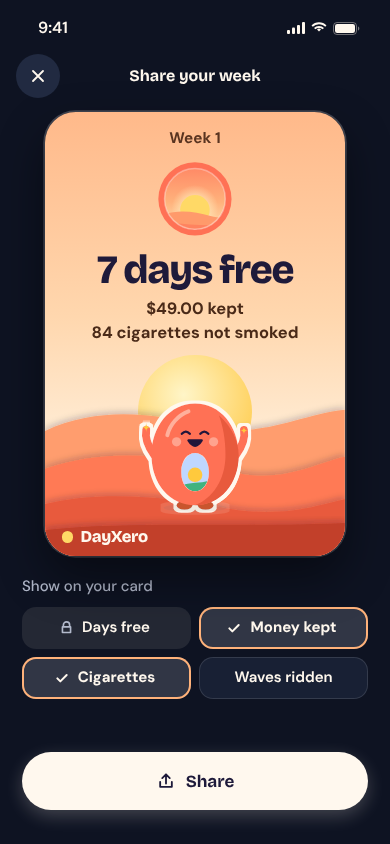 9:41
Share your week
Week 1
7 days free
$49.00 kept
84 cigarettes not smoked
DayXero
Show on your card
Days free
Money kept
Cigarettes
Waves ridden
Share